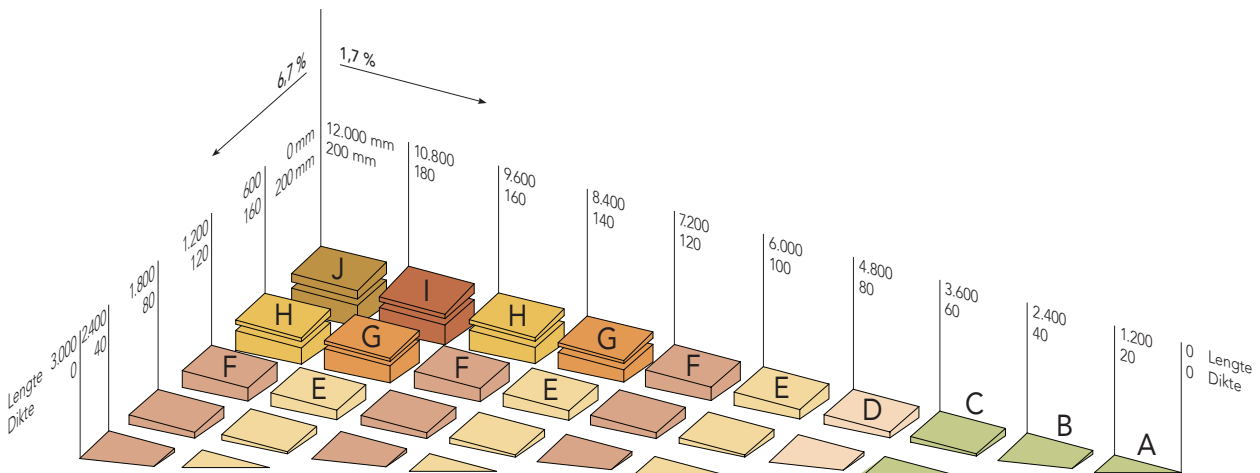 6,7 %
1,7 %
0 mm
200 mm
12.000 mm
200 mm
10.800
180
9.600
160
8.400
140
7.200
120
6.000
100
4.800
80
3.600
60
2.400
40
1.200
20
0 Lengte
0 Dikte
600
160
1.200
120
1.800
80
2.400
40
Lengte 3.000
Dikte 0
J
I
H
H
G
G
F
F
F
E
E
E
D
C
B
A